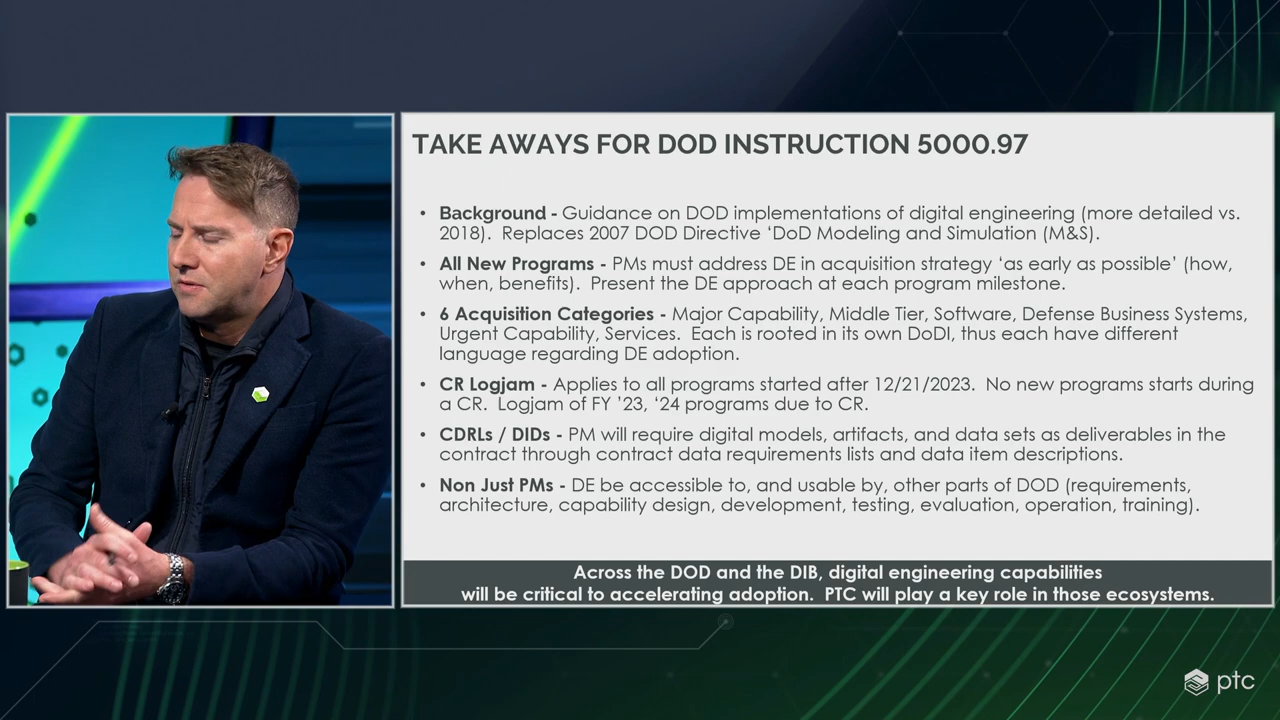 TAKE AWAYS FOR DOD INSTRUCTION 5000.97
• Background - Guidance on DOD implementations of digital engineering (more detailed vs.
2018).  Replaces 2007 DOD Directive ‘DoD Modeling and Simulation (M&S).
• All New Programs - PMs must address DE in acquisition strategy ‘as early as possible’ (how,
when, benefits).  Present the DE approach at each program milestone.
• 6 Acquisition Categories - Major Capability, Middle Tier, Software, Defense Business Systems,
Urgent Capability, Services.  Each is rooted in its own DoDI, thus each have different
language regarding DE adoption.
• CR Logjam - Applies to all programs started after 12/21/2023.  No new programs starts during
a CR.  Logjam of FY ’23, ‘24 programs due to CR.
• CDRLs / DIDs - PM will require digital models, artifacts, and data sets as deliverables in the
contract through contract data requirements lists and data item descriptions.
• Non Just PMs - DE be accessible to, and usable by, other parts of DOD (requirements,
architecture, capability design, development, testing, evaluation, operation, training).
Across the DOD and the DIB, digital engineering capabilities
will be critical to accelerating adoption.  PTC will play a key role in those ecosystems.
ptc